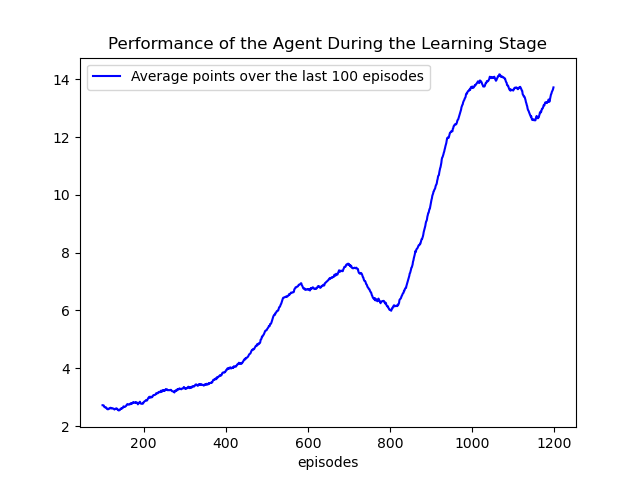 Performance of the Agent During the Learning Stage
Average points over the last 100 episodes
14
12
10
8
6
4
2
200 400 600 800 1000 1200
episodes